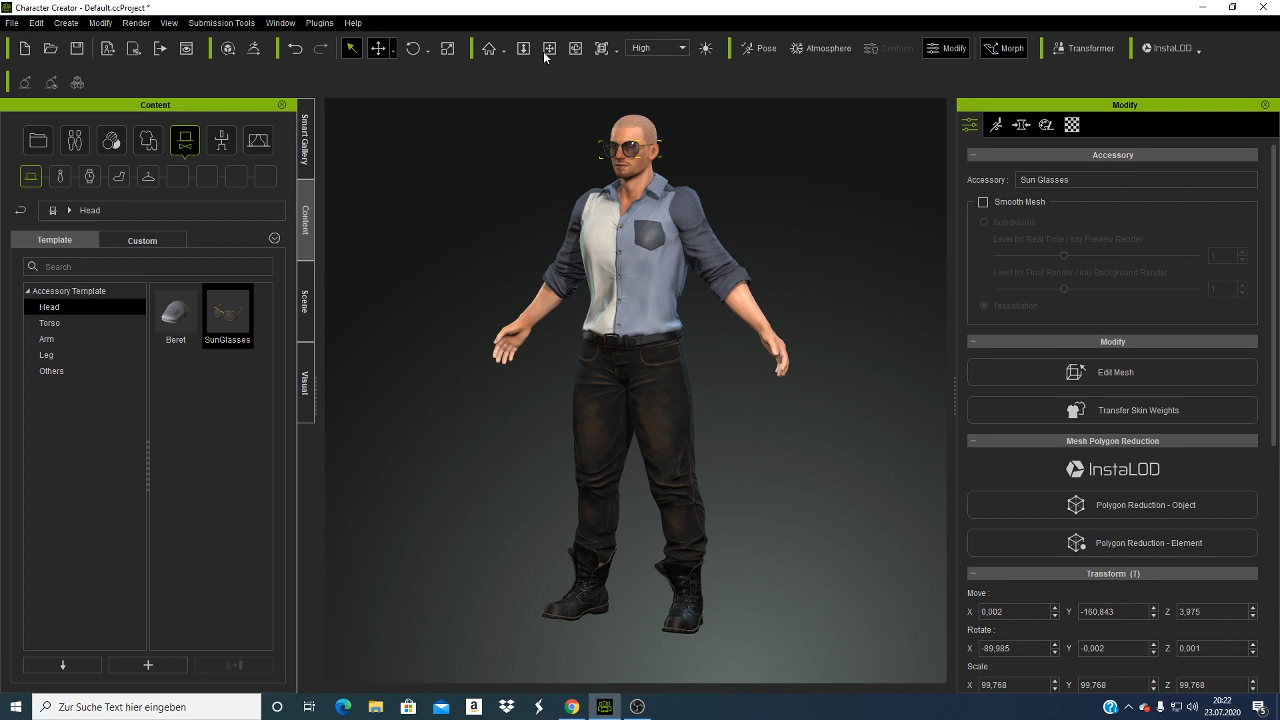 Character Creator - Default.ccProject *
File Edit Create Modify Render View Submission Tools Window Plugins Help
High Pose Atmosphere Conform Modify Morph Transformer InstaLOD
Content
Modify
Smart Gallery
Content
Scene
Visual
Head
Template Custom
Search
Accessory Template
Head
Torso
Arm
Leg
Others
Beret SunGlasses
Accessory
Accessory : Sun Glasses
Smooth Mesh
Subdivision
Level for Real Time / Iray Preview Render
1
Level for Final Render / Iray Background Render
1
Tessellation
Modify
Edit Mesh
Transfer Skin Weights
Mesh Polygon Reduction
InstaLOD
Polygon Reduction - Object
Polygon Reduction - Element
Transform (T)
Move :
X 0,002 Y -160,843 Z 3,975
Rotate :
X -89,985 Y -0,002 Z 0,001
Scale :
X 99,768 Y 99,768 Z 99,768
Zur Suche Text hier eingeben
20:22
23.07.2020